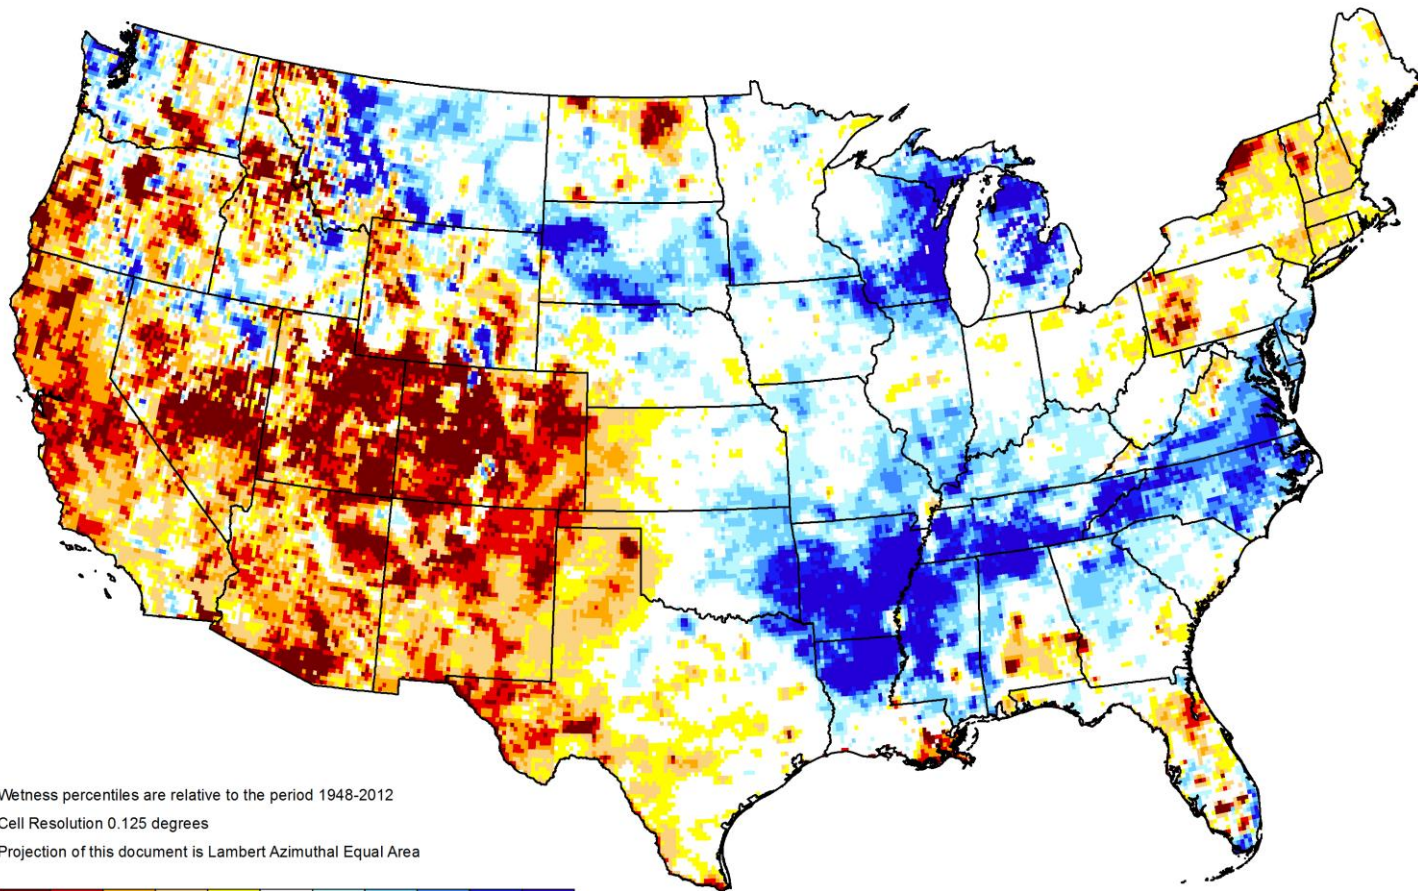 Wetness percentiles are relative to the period 1948-2012
Cell Resolution 0.125 degrees
Projection of this document is Lambert Azimuthal Equal Area